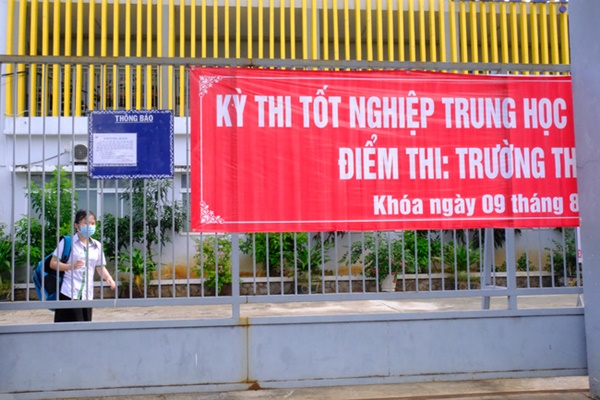 THÔNG BÁO
KỲ THI TỐT NGHIỆP TRUNG HỌC
ĐIỂM THI: TRƯỜNG TH
Khóa ngày 09 tháng 8